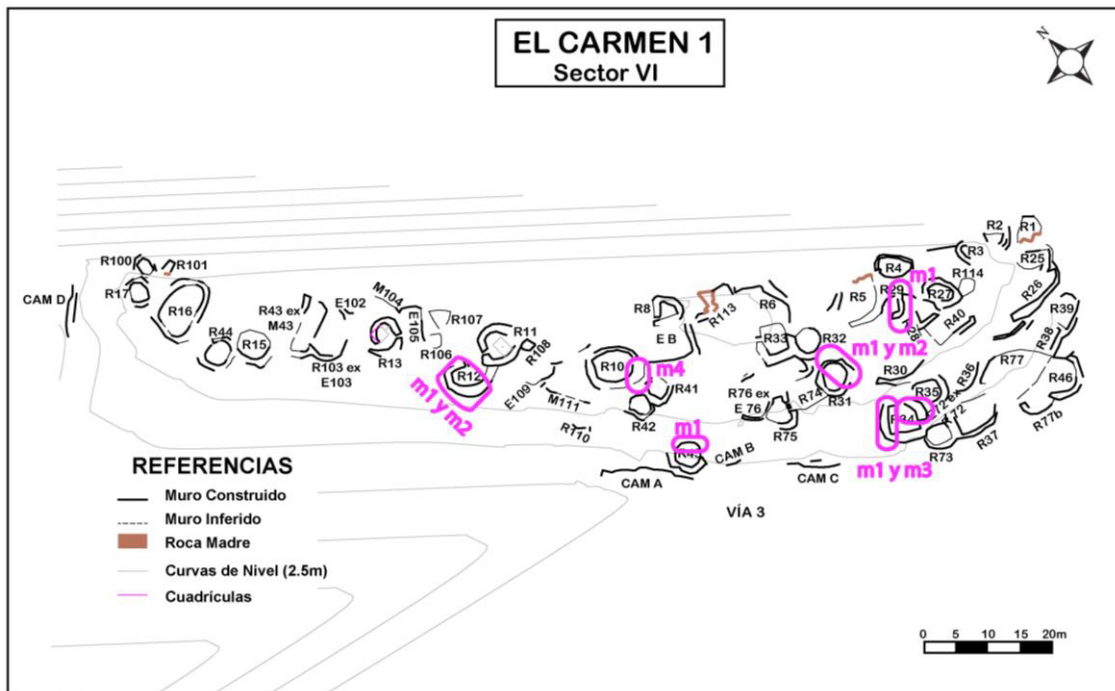 EL CARMEN 1
Sector VI
N
R2
R1
R100
R101
R3
R25
R4
m1
R114
R26
CAM D
R17
R16
R43 ex
M43
E102
M104
E105
R107
R8
R113
R6
R5
R29
R27
R39
R44
R15
R13
R106
R11
R108
E B
R33
R32
R40
R38
R103 ex
E103
R12
R10
m4
m1 y m2
R30
R77
R46
m1 y m2
E109
M111
R41
R76 ex
E 76
R74
R31
R35
R36
R42
R110
R75
R34
R72
R37
R77b
m1
R73
CAM B
CAM A
CAM C
m1 y m3
VÍA 3
REFERENCIAS
Muro Construido
Muro Inferido
Roca Madre
Curvas de Nivel (2.5m)
Cuadrículas
0 5 10 15 20m